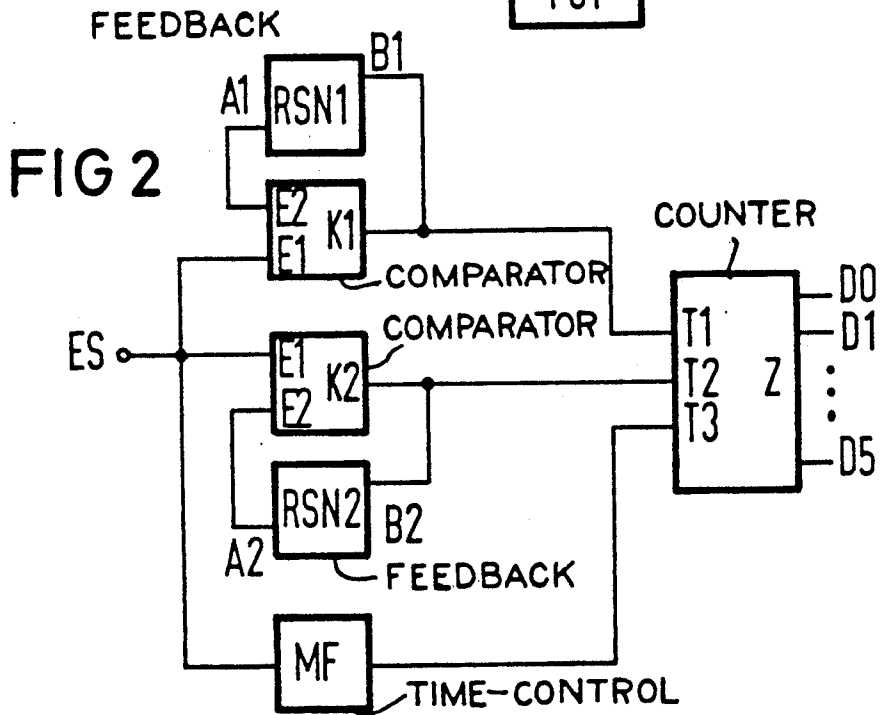 FEEDBACK
B1
A1
RSN1
FIG 2
E2
K1
E1
COMPARATOR
COUNTER
COMPARATOR
ES
E1
K2
E2
T1
T2
T3
Z
D0
D1
D5
RSN2
B2
A2
FEEDBACK
MF
TIME-CONTROL